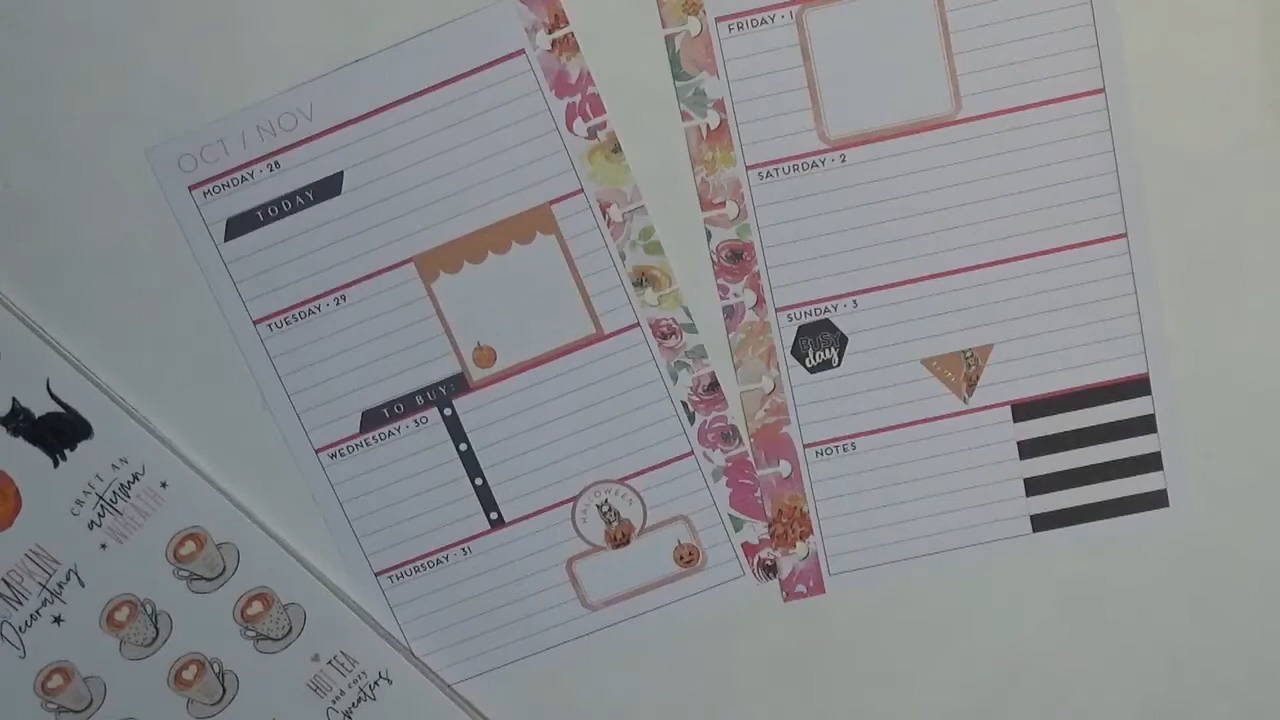 OCT / NOV
MONDAY • 28
TODAY
TUESDAY • 29
TO BUY:
WEDNESDAY • 30
HALLOWEEN
THURSDAY • 31
FRIDAY • 1
SATURDAY • 2
SUNDAY • 3
BUSY
day
NOTES
CRAFT AN
autumn
WREATH
Decorating
HOT TEA
and cozy
Sweaters